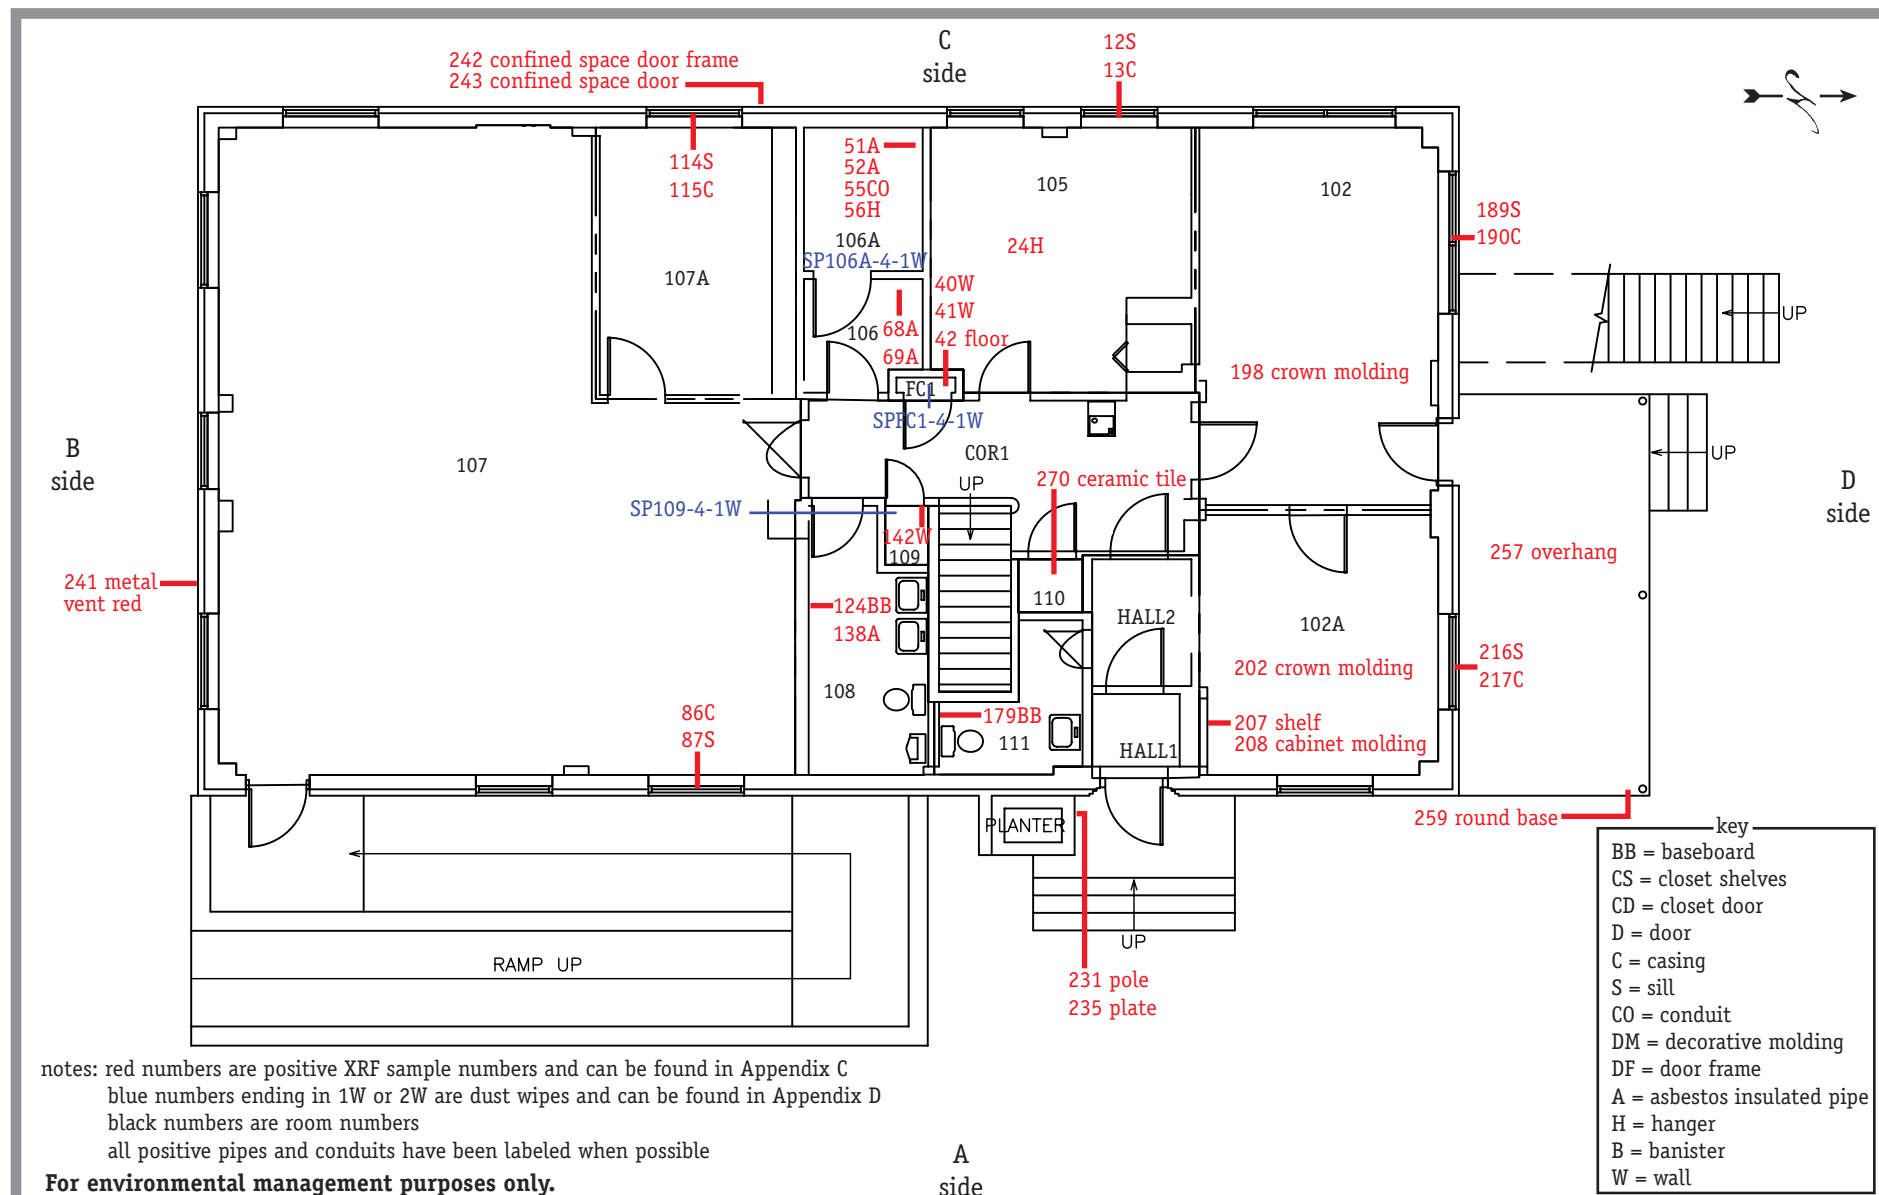 C
side
12S
13C
242 confined space door frame
243 confined space door
114S
115C
51A
52A
55CO
56H
105
102
106A
SP106A-4-1W
24H
189S
190C
107A
40W
41W
42 floor
106
68A
69A
UP
198 crown molding
FC1
SPFC1-4-1W
B
side
107
COR1
UP
270 ceramic tile
UP
D
side
SP109-4-1W
142W
109
257 overhang
241 metal
vent red
124BB
138A
110
HALL2
102A
202 crown molding
216S
217C
108
86C
87S
179BB
111
HALL1
207 shelf
208 cabinet molding
PLANTER
259 round base
UP
RAMP UP
231 pole
235 plate
key
BB = baseboard
CS = closet shelves
CD = closet door
D = door
C = casing
S = sill
CO = conduit
DM = decorative molding
DF = door frame
A = asbestos insulated pipe
H = hanger
B = banister
W = wall
notes: red numbers are positive XRF sample numbers and can be found in Appendix C
blue numbers ending in 1W or 2W are dust wipes and can be found in Appendix D
black numbers are room numbers
all positive pipes and conduits have been labeled when possible
For environmental management purposes only.
A
side